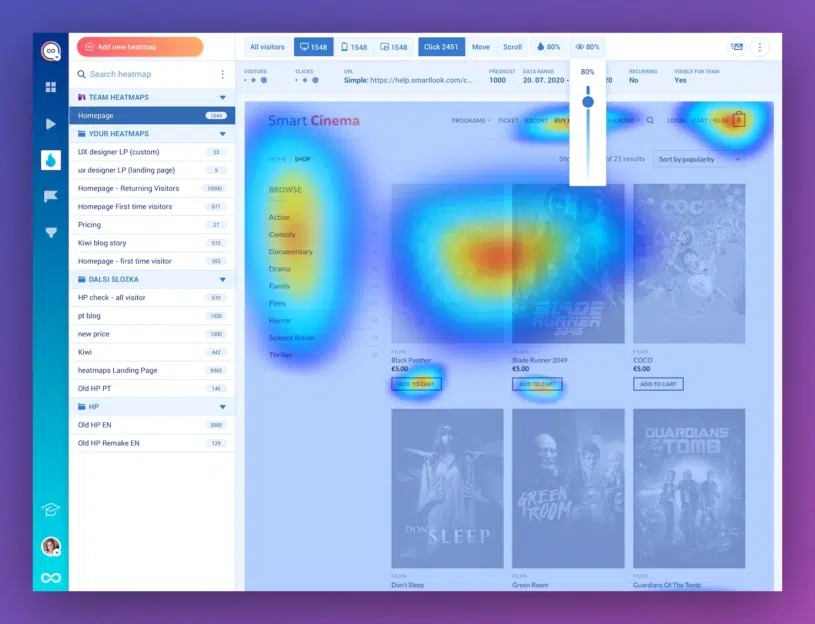 Add new heatmap
All visitors
1548
1548
1548
Click 2451
Move
Scroll
80%
80%
Search heatmap
VISITORS
CLICKS
URL
Simple: https://help.smartlook.com/c...
PRESNOST
1000
DATA RANGE
20. 07. 2020 -
20
RECURRING
No
VISIBLE FOR TEAM
Yes
80%
TEAM HEATMAPS
Homepage 1644
YOUR HEATMAPS
UX designer LP (custom) 33
ux designer LP (landing page) 9
Homepage - Returning Visitors 10000
Homepage First time visitors 671
Pricing 27
Kiwi blog story 510
Homepage - first time visitor 353
DALSI SLOZKA
HP check - all visitor 510
pt blog 1020
new price 1000
Kiwi 442
heatmaps Landing Page 9365
Old HP PT 146
HP
Old HP EN 3000
Old HP Remake EN 139
Smart Cinema
PROGRAME
TICKET
ESCORT
BUY
LOGIN
CART / €0.00
0
HOME / SHOP
of 21 results
Sort by popularity
BROWSE
Action
Comedy
Documentary
Drama
Family
Films
Horror
Science fiction
Thriller
BLADE
RUNNER
2049
COCO
FILMS
Black Panther
€5.00
ADD TO CART
FILMS
Blade Runner 2049
€5.00
ADD TO CART
FILMS
COCO
€5.00
ADD TO CART
DON'T
SLEEP
GREEN
ROOM
GUARDIANS
OF THE
TOMB
FILMS
Don't Sleep
FILMS
Green Room
FILMS
Guardians Of The Tomb